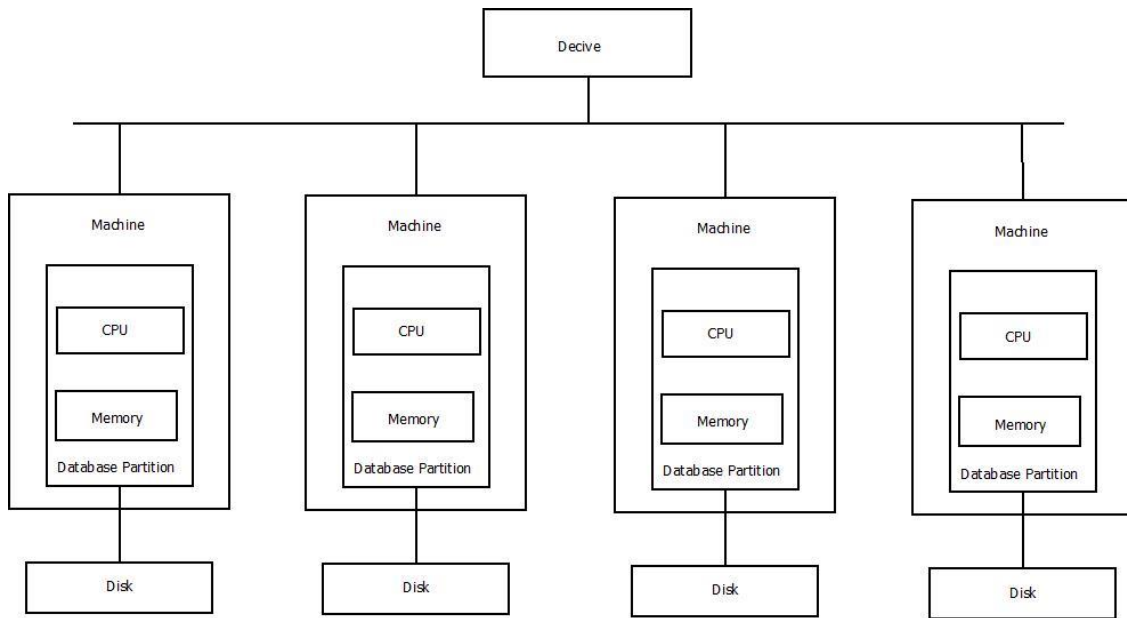 Decive
Machine
Machine
Machine
Machine
CPU
CPU
CPU
CPU
Memory
Memory
Memory
Memory
Database Partition
Database Partition
Database Partition
Database Partition
Disk
Disk
Disk
Disk